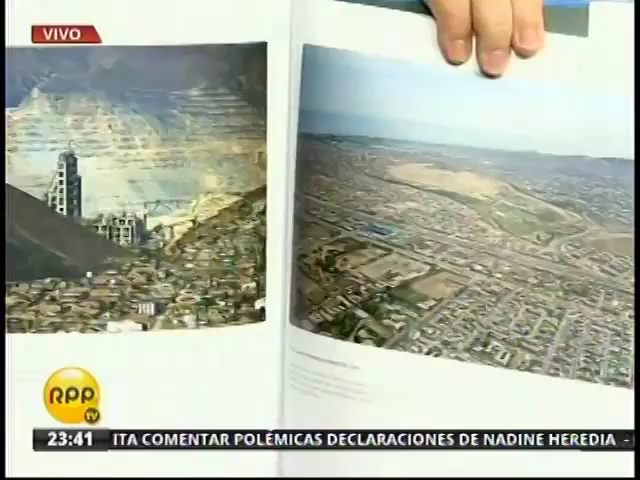 VIVO
RPP
TV
23:41 ITA COMENTAR POLÉMICAS DECLARACIONES DE NADINE HEREDIA -